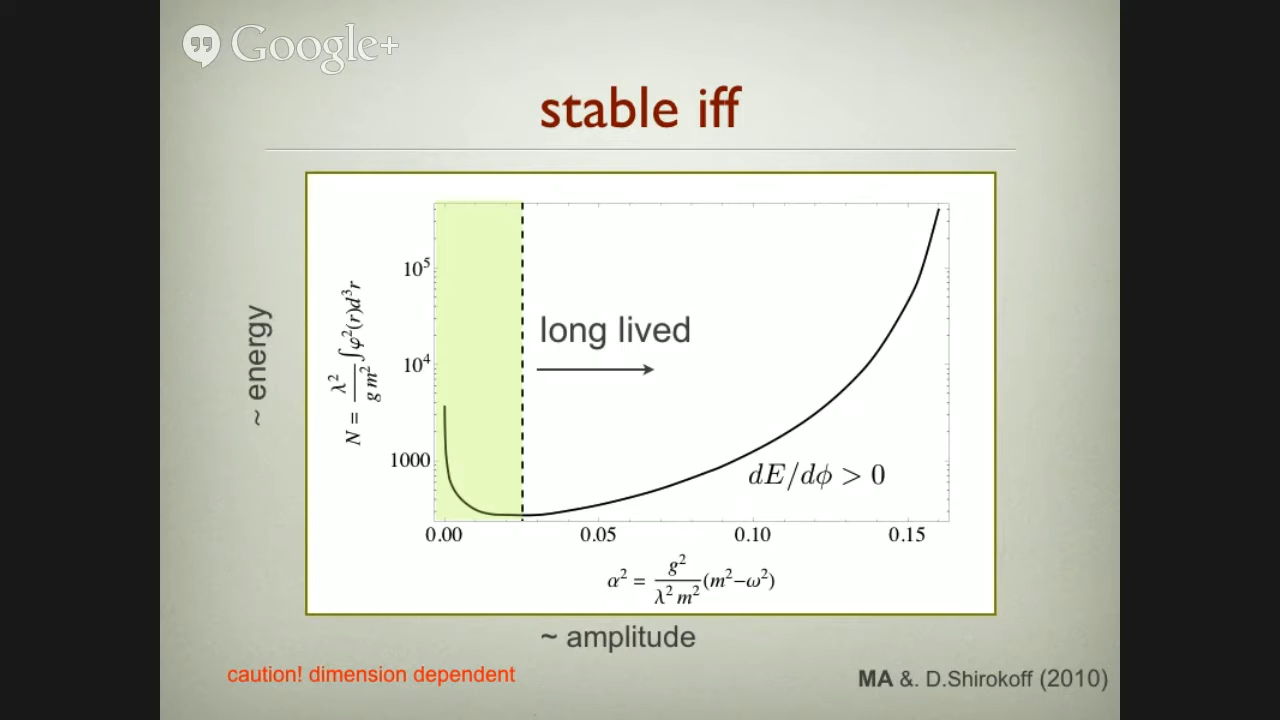 Google+
stable iff
~ energy
N = λ²/(g m²) ∫φ²(r)d³r
10⁵
10⁴
1000
long lived
dE/dϕ > 0
0.00 0.05 0.10 0.15
α² = g²/(λ² m²) (m²−ω²)
~ amplitude
caution! dimension dependent
MA &. D.Shirokoff (2010)